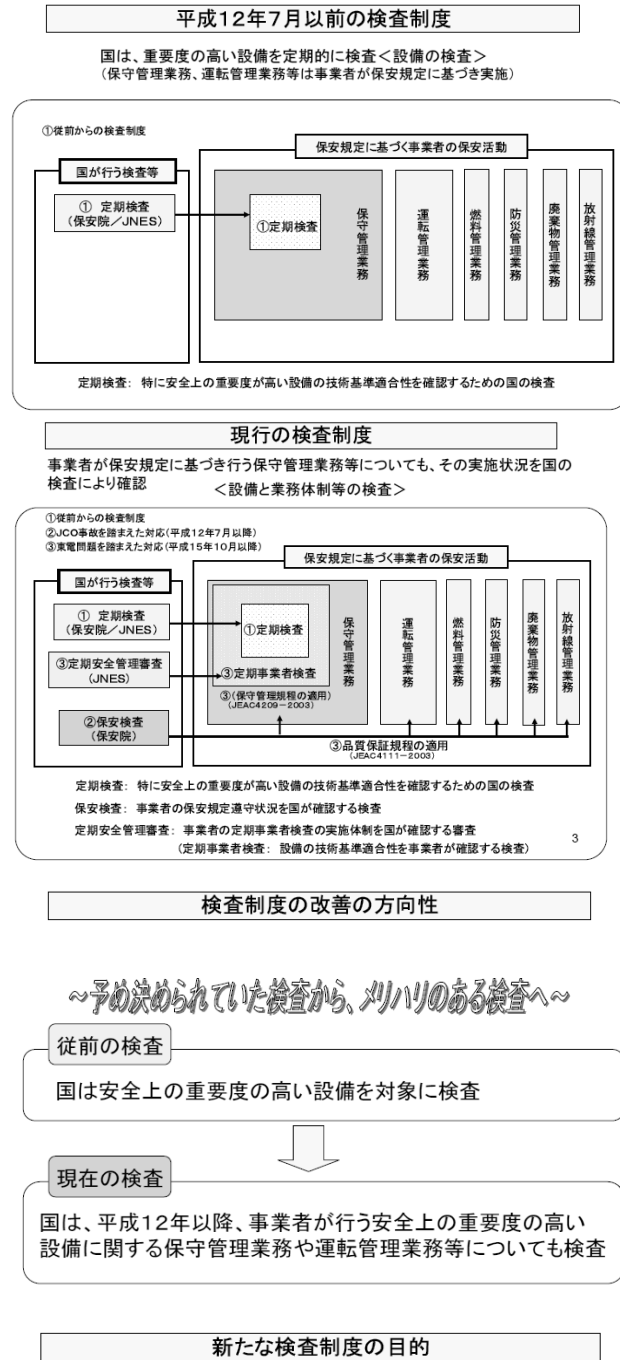 平成12年7月以前の検査制度
国は、重要度の高い設備を定期的に検査＜設備の検査＞
（保守管理業務、運転管理業務等は事業者が保安規定に基づき実施）
①従前からの検査制度
保安規定に基づく事業者の保安活動
国が行う検査等
① 定期検査
（保安院／JNES）
①定期検査
保守管理業務
運転管理業務
燃料管理業務
防災管理業務
廃棄物管理業務
放射線管理業務
定期検査： 特に安全上の重要度が高い設備の技術基準適合性を確認するための国の検査
現行の検査制度
事業者が保安規定に基づき行う保守管理業務等についても、その実施状況を国の
検査により確認 ＜設備と業務体制等の検査＞
①従前からの検査制度
②JCO事故を踏まえた対応（平成12年7月以降）
③東電問題を踏まえた対応（平成15年10月以降）
保安規定に基づく事業者の保安活動
国が行う検査等
① 定期検査
（保安院／JNES）
③定期安全管理審査
（JNES）
②保安検査
（保安院）
①定期検査
③定期事業者検査
③（保守管理規程の適用）
（JEAC4209－2003）
保守管理業務
運転管理業務
燃料管理業務
防災管理業務
廃棄物管理業務
放射線管理業務
③品質保証規程の適用
（JEAC4111－2003）
定期検査： 特に安全上の重要度が高い設備の技術基準適合性を確認するための国の検査
保安検査： 事業者の保安規定遵守状況を国が確認する検査
定期安全管理審査： 事業者の定期事業者検査の実施体制を国が確認する審査
（定期事業者検査： 設備の技術基準適合性を事業者が確認する検査）
3
検査制度の改善の方向性
～予め決められていた検査から、メリハリのある検査へ～
従前の検査
国は安全上の重要度の高い設備を対象に検査
現在の検査
国は、平成12年以降、事業者が行う安全上の重要度の高い
設備に関する保守管理業務や運転管理業務等についても検査
新たな検査制度の目的